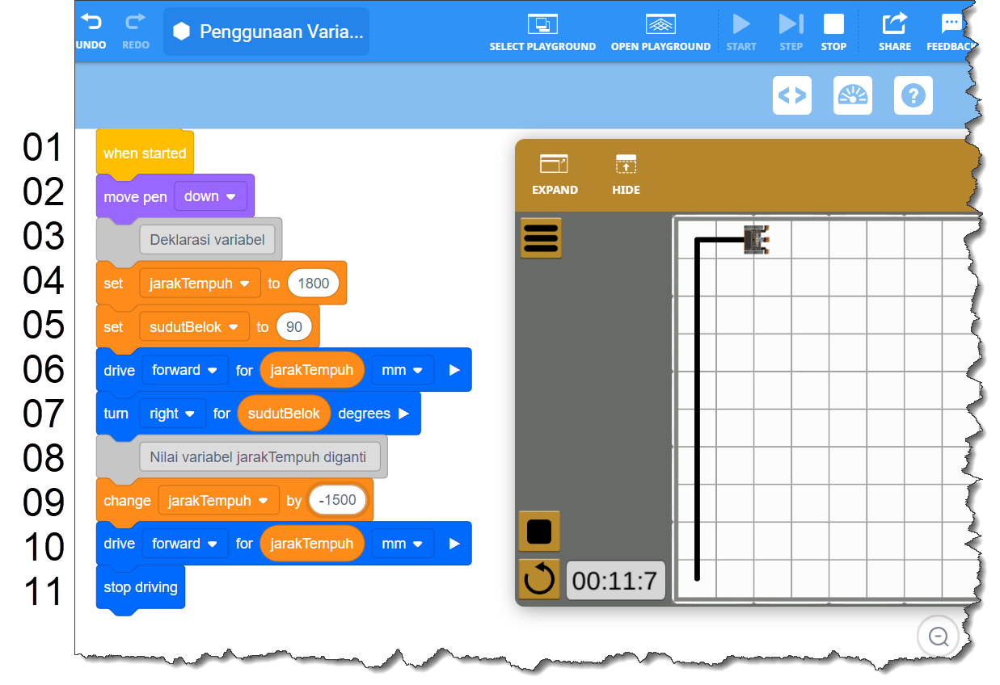 UNDO
REDO
Penggunaan Varia...
SELECT PLAYGROUND
OPEN PLAYGROUND
START
STEP
STOP
SHARE
FEEDBACK
01 when started
02 move pen down
03 Deklarasi variabel
04 set jarakTempuh to 1800
05 set sudutBelok to 90
06 drive forward for jarakTempuh mm
07 turn right for sudutBelok degrees
08 Nilai variabel jarakTempuh diganti
09 change jarakTempuh by -1500
10 drive forward for jarakTempuh mm
11 stop driving
EXPAND
HIDE
00:11:7